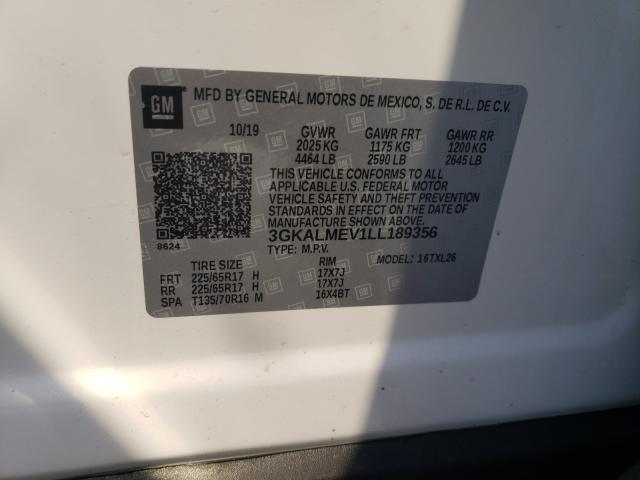 GM
MFD BY GENERAL MOTORS DE MEXICO, S. DE R.L. DE C.V.
10/19 GVWR GAWR FRT GAWR RR
2025 KG 1175 KG 1200 KG
4464 LB 2590 LB 2645 LB
THIS VEHICLE CONFORMS TO ALL
APPLICABLE U.S. FEDERAL MOTOR
VEHICLE SAFETY AND THEFT PREVENTION
STANDARDS IN EFFECT ON THE DATE OF
MANUFACTURE SHOWN ABOVE.
8624 3GKALMEV1LL189356
TYPE: M.P.V. MODEL: 16TXL26
TIRE SIZE RIM
FRT 225/65R17 H 17X7J
RR 225/65R17 H 17X7J
SPA T135/70R16 M 16X4BT